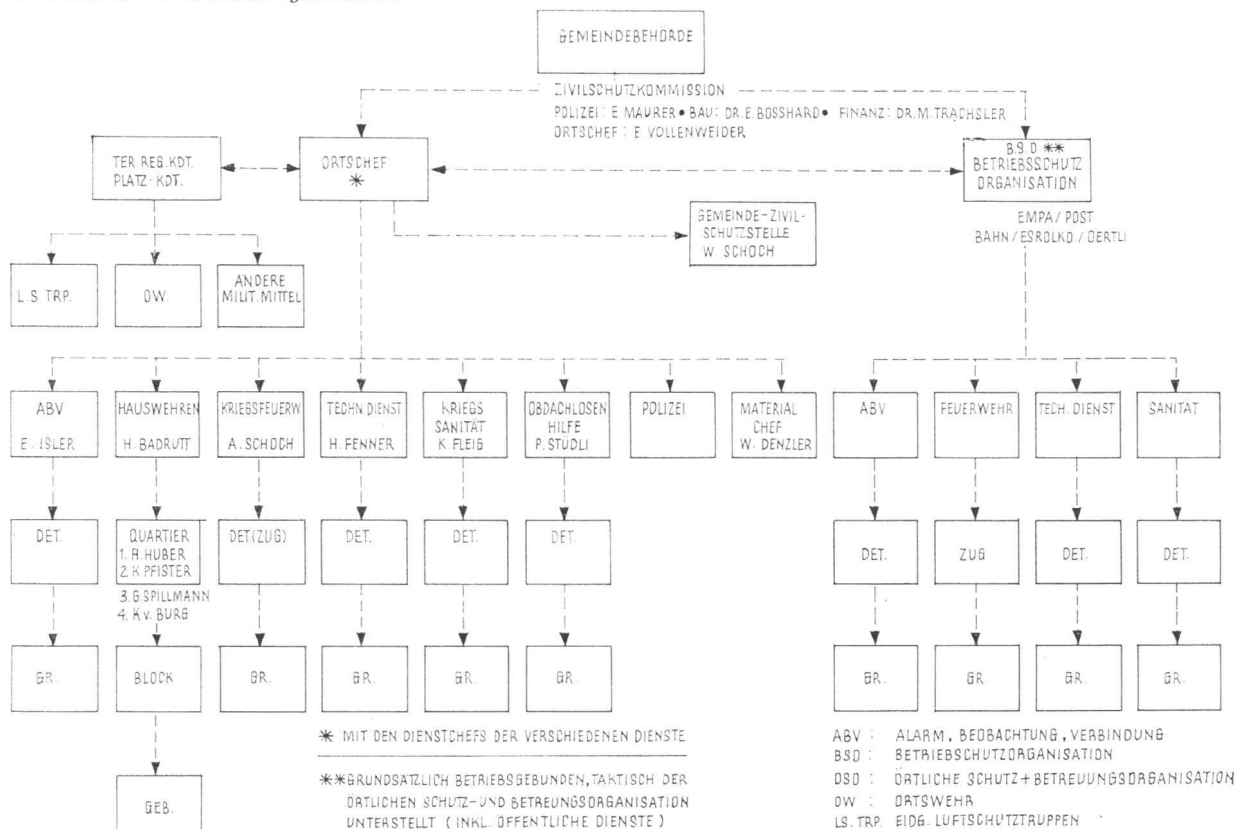 GEMEINDEBEHÖRDE
ZIVILSCHUTZKOMMISSION
POLIZEI: E MAURER • BAU: DR. E. BOSSHARD • FINANZ: DR. M. TRACHSLER
ORTSCHEF: E VOLLENWEIDER
TER REG. KDT.
PLATZ-KDT.
ORTSCHEF
*
B.S.O **
BETRIEBSSCHUTZ
ORGANISATION
GEMEINDE-ZIVIL-
SCHUTZSTELLE
W SCHOCH
EMPA / POST
BAHN / ESROLKO / OERTLI
L.S. TRP.
OW.
ANDERE
MILIT. MITTEL
ABV
E. ISLER
HAUSWEHREN
H. BADRUTT
KRIEGSFEUERW
A. SCHOCH
TECHN. DIENST
H. FENNER
KRIEGS
SANITÄT
K FLEIG
OBDACHLOSEN
HILFE
P. STÜDLI
POLIZEI
MATERIAL
CHEF
W. DENZLER
ABV
FEUERWEHR
TECH. DIENST
SANITÄT
DET.
QUARTIER
1. R. HUBER
2. K PFISTER
3. G. SPILLMANN
4. K v. BURG
DET (ZUG)
DET.
DET.
DET.
DET.
ZUG
DET.
DET.
GR.
BLOCK
GR.
GR.
GR.
GR.
GR.
GR.
GR.
GR.
GEB.
* MIT DEN DIENSTCHEFS DER VERSCHIEDENEN DIENSTE
** GRUNDSÄTZLICH BETRIEBSGEBUNDEN, TAKTISCH DER
ÖRTLICHEN SCHUTZ-UND BETREUNGSORGANISATION
UNTERSTELLT (INKL. ÖFFENTLICHE DIENSTE)
ABV : ALARM, BEOBACHTUNG, VERBINDUNG
BSO : BETRIEBSCHUTZORGANISATION
OSO : ÖRTLICHE SCHUTZ+BETREUUNGSORGANISATION
OW : ORTSWEHR
LS. TRP. EIDG. LUFTSCHUTZTRUPPEN